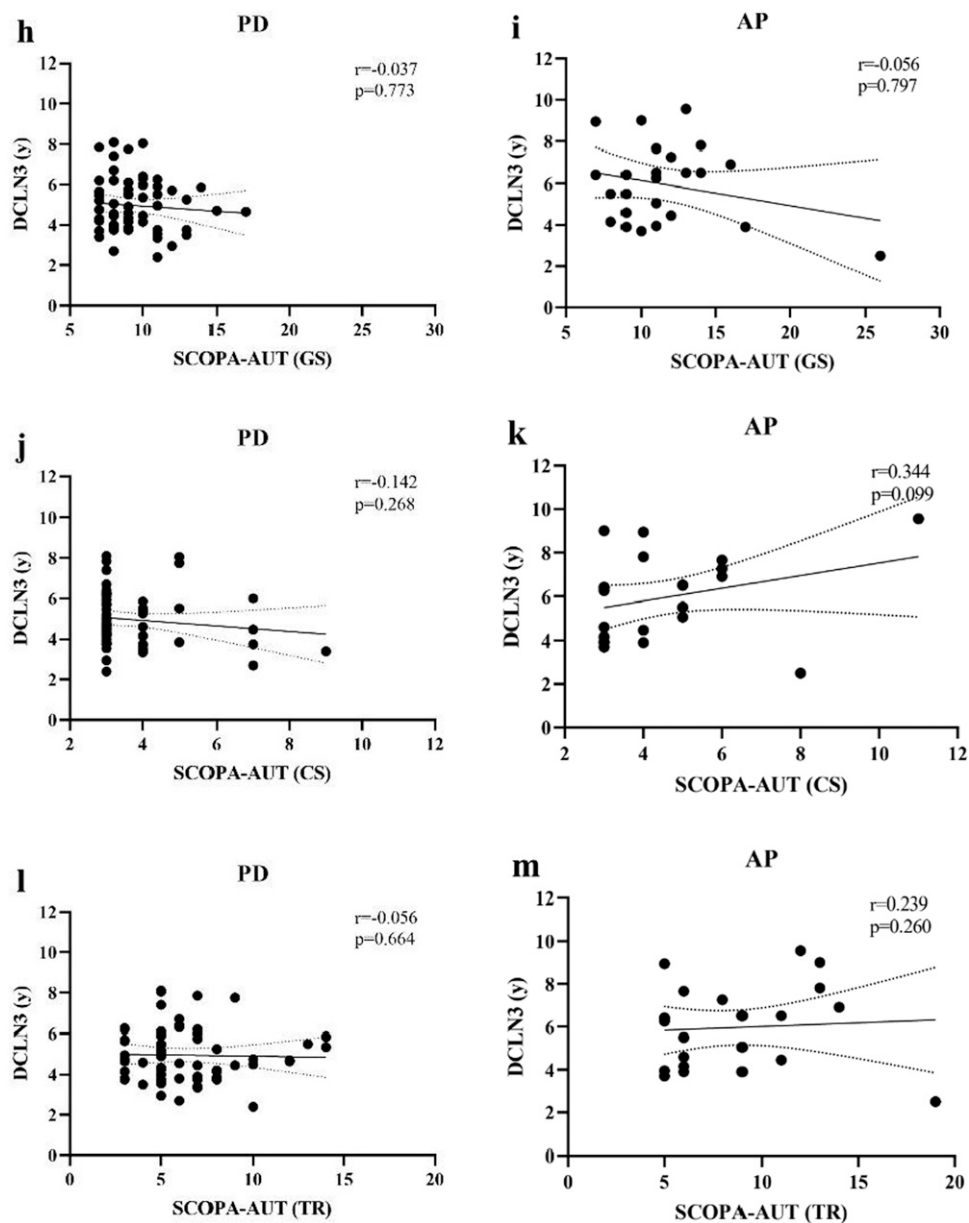 h
PD
r=-0.037
p=0.773
DCLN3 (y)
12
10
8
6
4
2
0
5 10 15 20 25 30
SCOPA-AUT (GS)
i
AP
r=-0.056
p=0.797
DCLN3 (y)
12
10
8
6
4
2
0
5 10 15 20 25 30
SCOPA-AUT (GS)
j
PD
r=-0.142
p=0.268
DCLN3 (y)
12
10
8
6
4
2
0
2 4 6 8 10 12
SCOPA-AUT (CS)
k
AP
r=0.344
p=0.099
DCLN3 (y)
12
10
8
6
4
2
0
2 4 6 8 10 12
SCOPA-AUT (CS)
l
PD
r=-0.056
p=0.664
DCLN3 (y)
12
10
8
6
4
2
0
0 5 10 15 20
SCOPA-AUT (TR)
m
AP
r=0.239
p=0.260
DCLN3 (y)
12
10
8
6
4
2
0
0 5 10 15 20
SCOPA-AUT (TR)